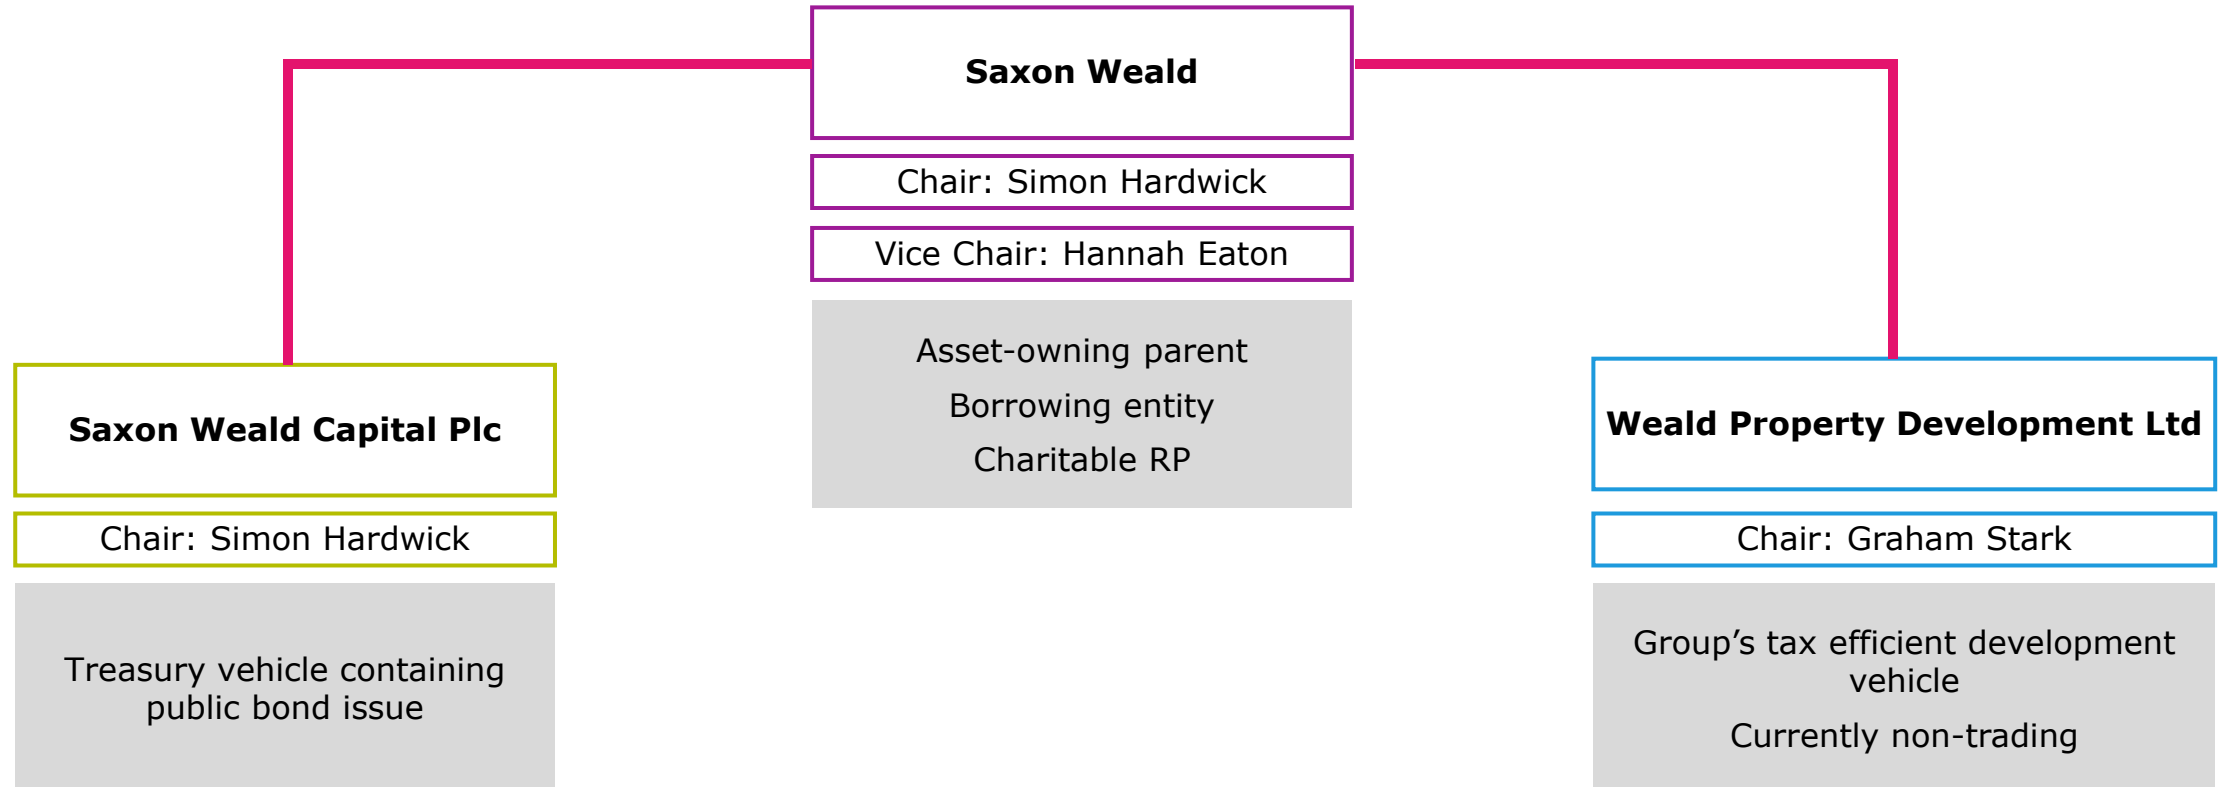 Saxon Weald
Chair: Simon Hardwick
Vice Chair: Hannah Eaton
Asset-owning parent
Borrowing entity
Charitable RP
Saxon Weald Capital Plc
Chair: Simon Hardwick
Treasury vehicle containing
public bond issue
Weald Property Development Ltd
Chair: Graham Stark
Group’s tax efficient development
vehicle
Currently non-trading